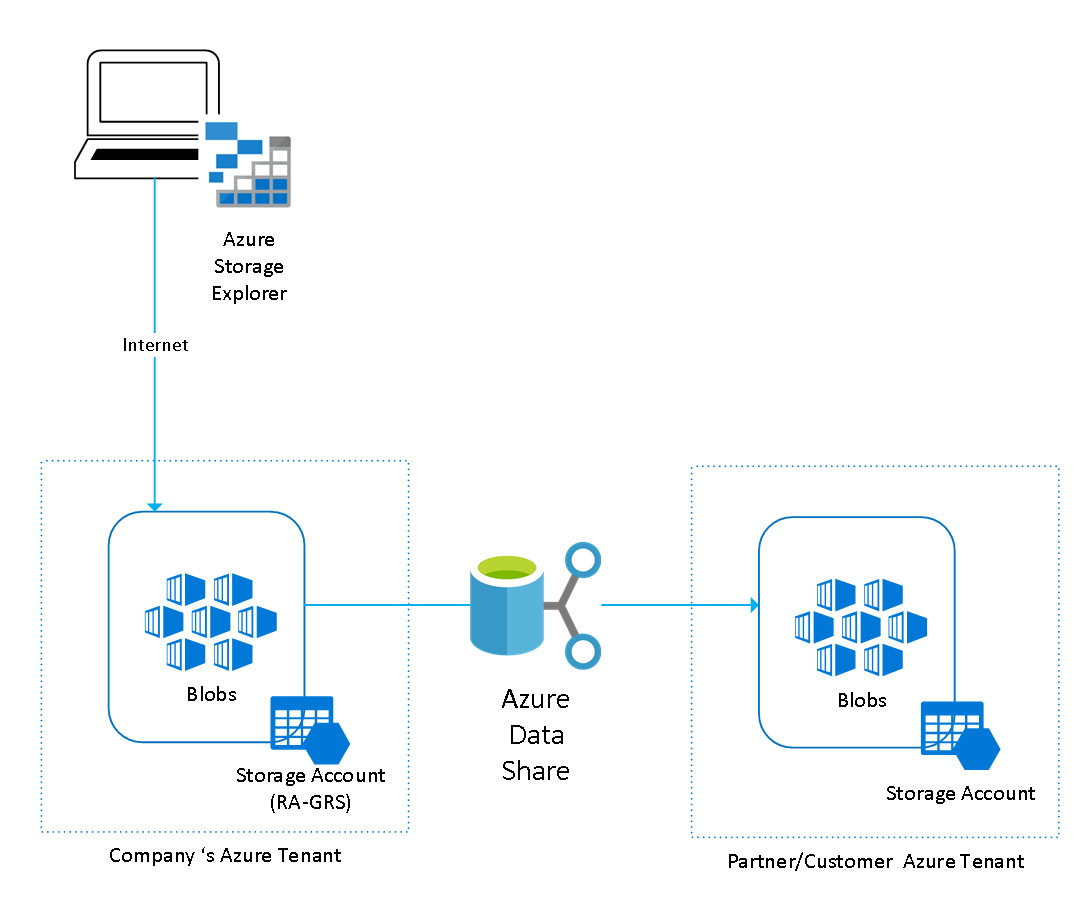 Azure
Storage
Explorer
Internet
Blobs
Storage Account
(RA-GRS)
Company ‘s Azure Tenant
Azure
Data
Share
Blobs
Storage Account
Partner/Customer  Azure Tenant